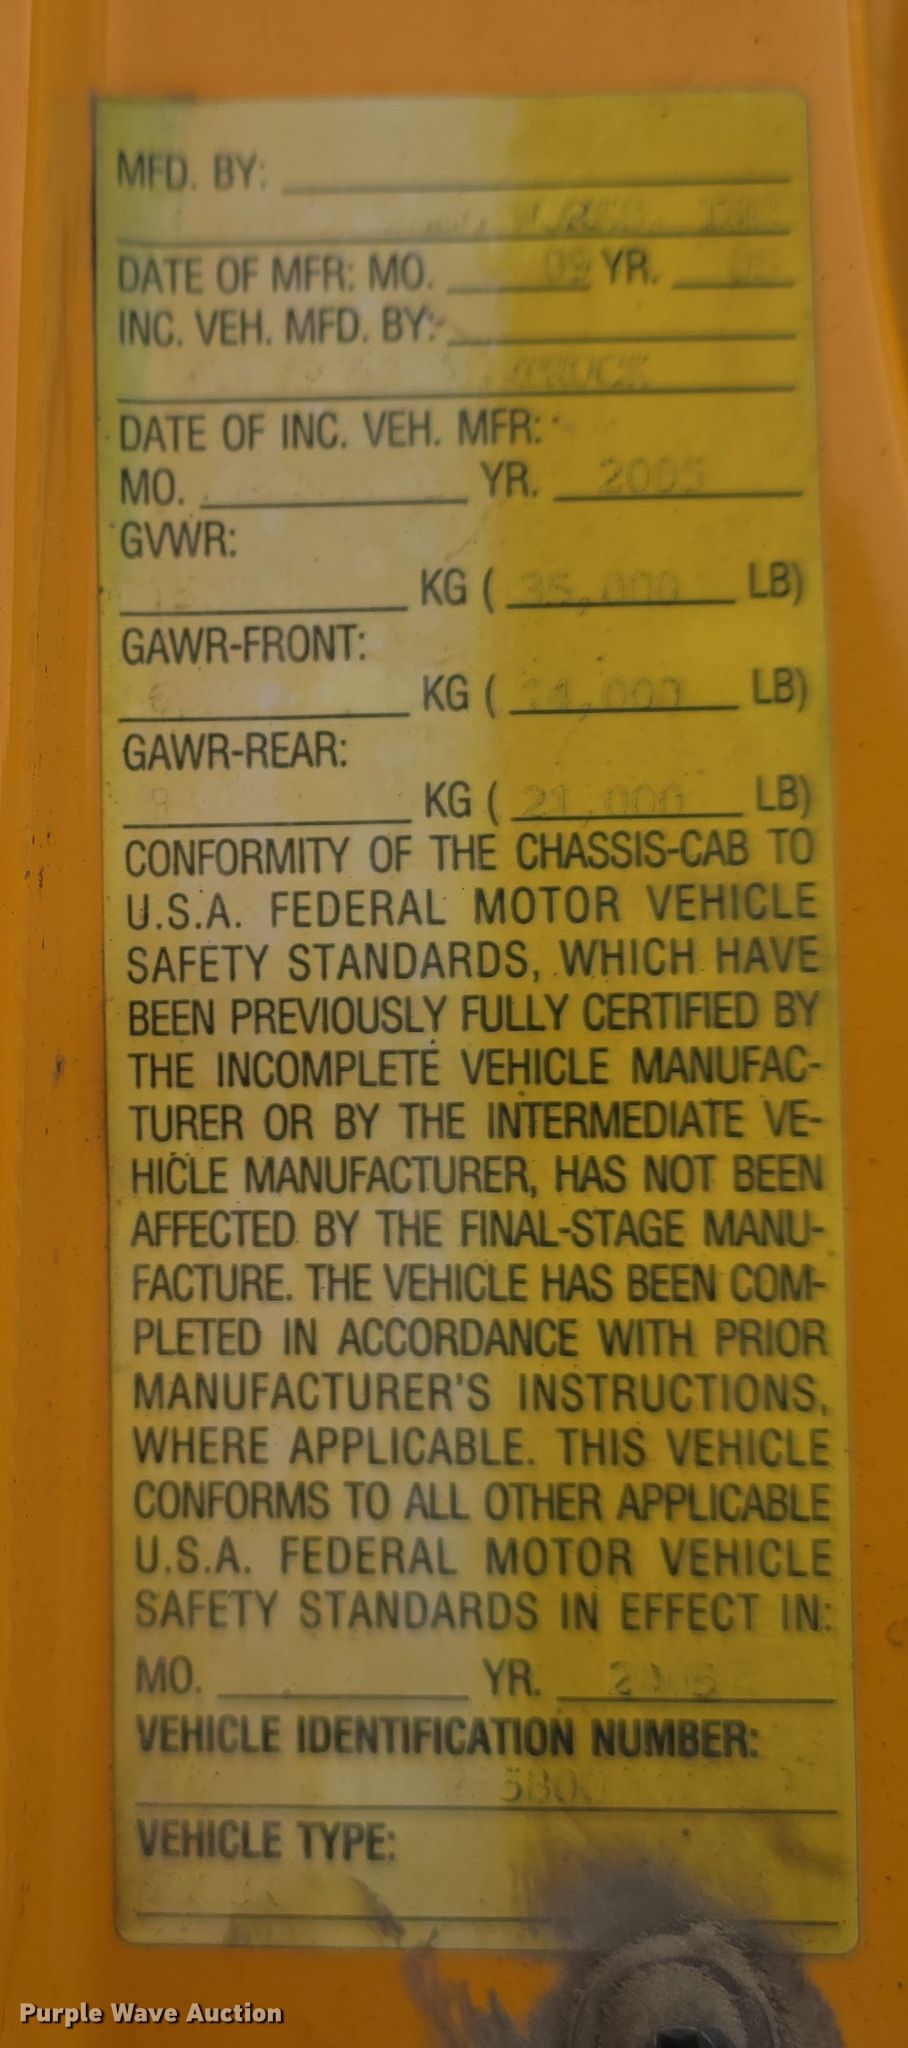 MFD. BY:
DATE OF MFR: MO. 09 YR.
INC. VEH. MFD. BY:
TRUCK
DATE OF INC. VEH. MFR:
MO. YR. 2005
GVWR:
KG ( 35,000 LB)
GAWR-FRONT:
KG ( 14,000 LB)
GAWR-REAR:
KG ( 21,000 LB)
CONFORMITY OF THE CHASSIS-CAB TO
U.S.A. FEDERAL MOTOR VEHICLE
SAFETY STANDARDS, WHICH HAVE
BEEN PREVIOUSLY FULLY CERTIFIED BY
THE INCOMPLETE VEHICLE MANUFAC-
TURER OR BY THE INTERMEDIATE VE-
HICLE MANUFACTURER, HAS NOT BEEN
AFFECTED BY THE FINAL-STAGE MANU-
FACTURE. THE VEHICLE HAS BEEN COM-
PLETED IN ACCORDANCE WITH PRIOR
MANUFACTURER'S INSTRUCTIONS,
WHERE APPLICABLE. THIS VEHICLE
CONFORMS TO ALL OTHER APPLICABLE
U.S.A. FEDERAL MOTOR VEHICLE
SAFETY STANDARDS IN EFFECT IN:
MO. YR.
VEHICLE IDENTIFICATION NUMBER:
VEHICLE TYPE:
Purple Wave Auction